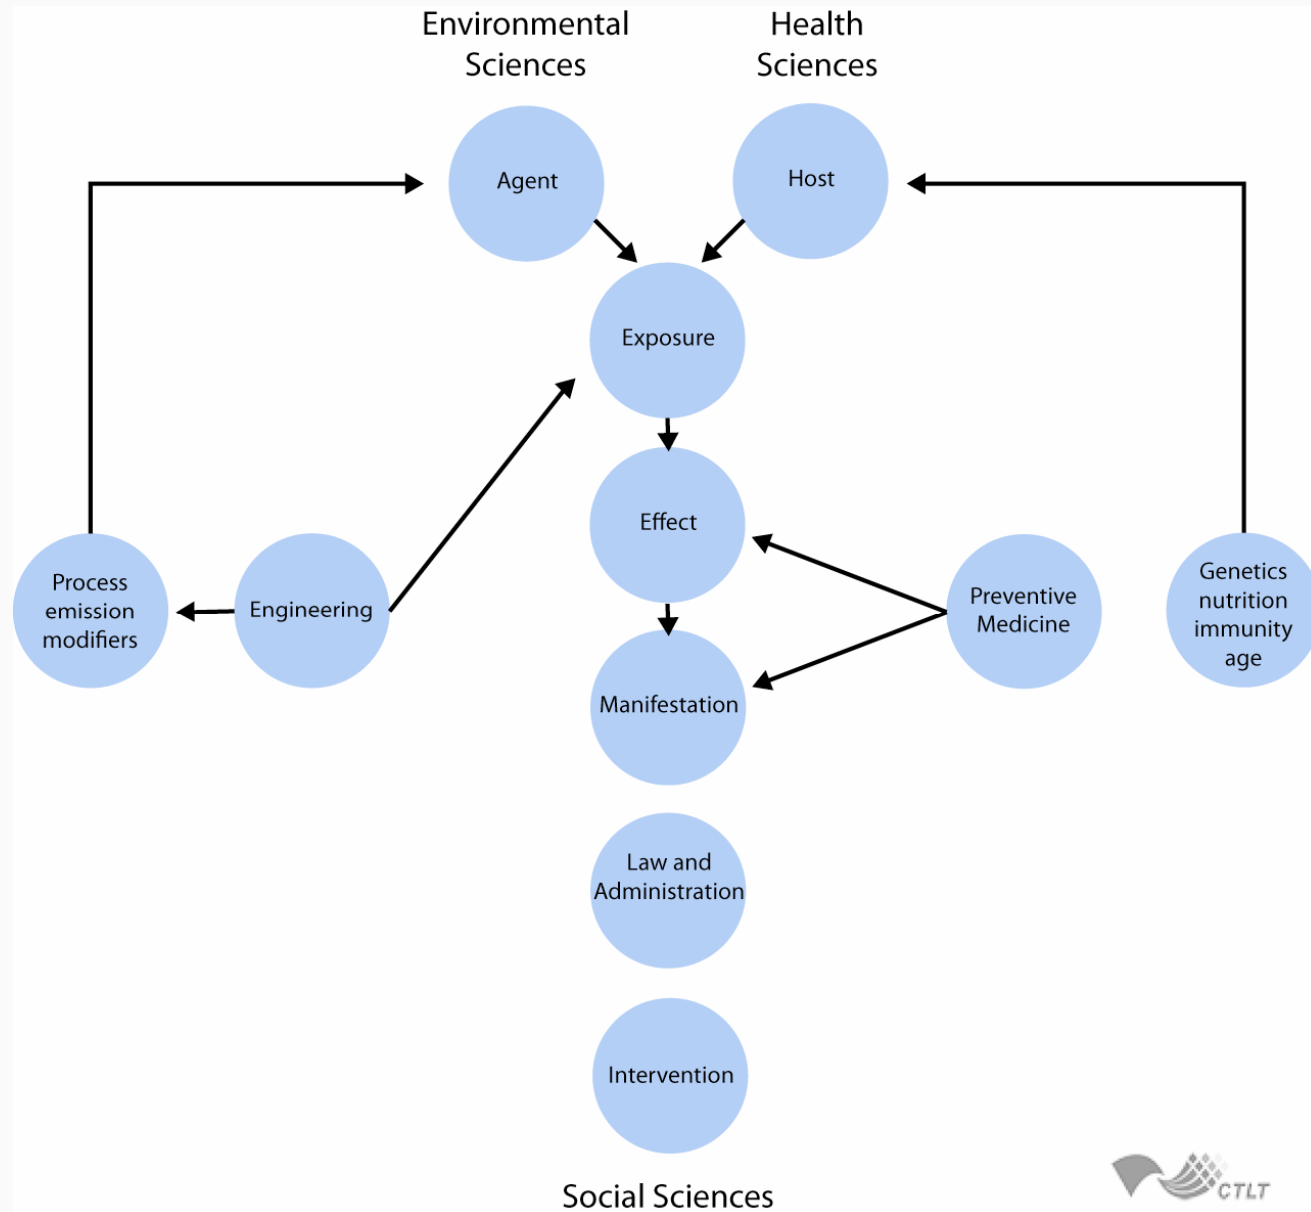 Environmental
Sciences
Health
Sciences
Agent
Host
Exposure
Effect
Process
emission
modifiers
Engineering
Preventive
Medicine
Genetics
nutrition
immunity
age
Manifestation
Law and
Administration
Intervention
Social Sciences
CTLT